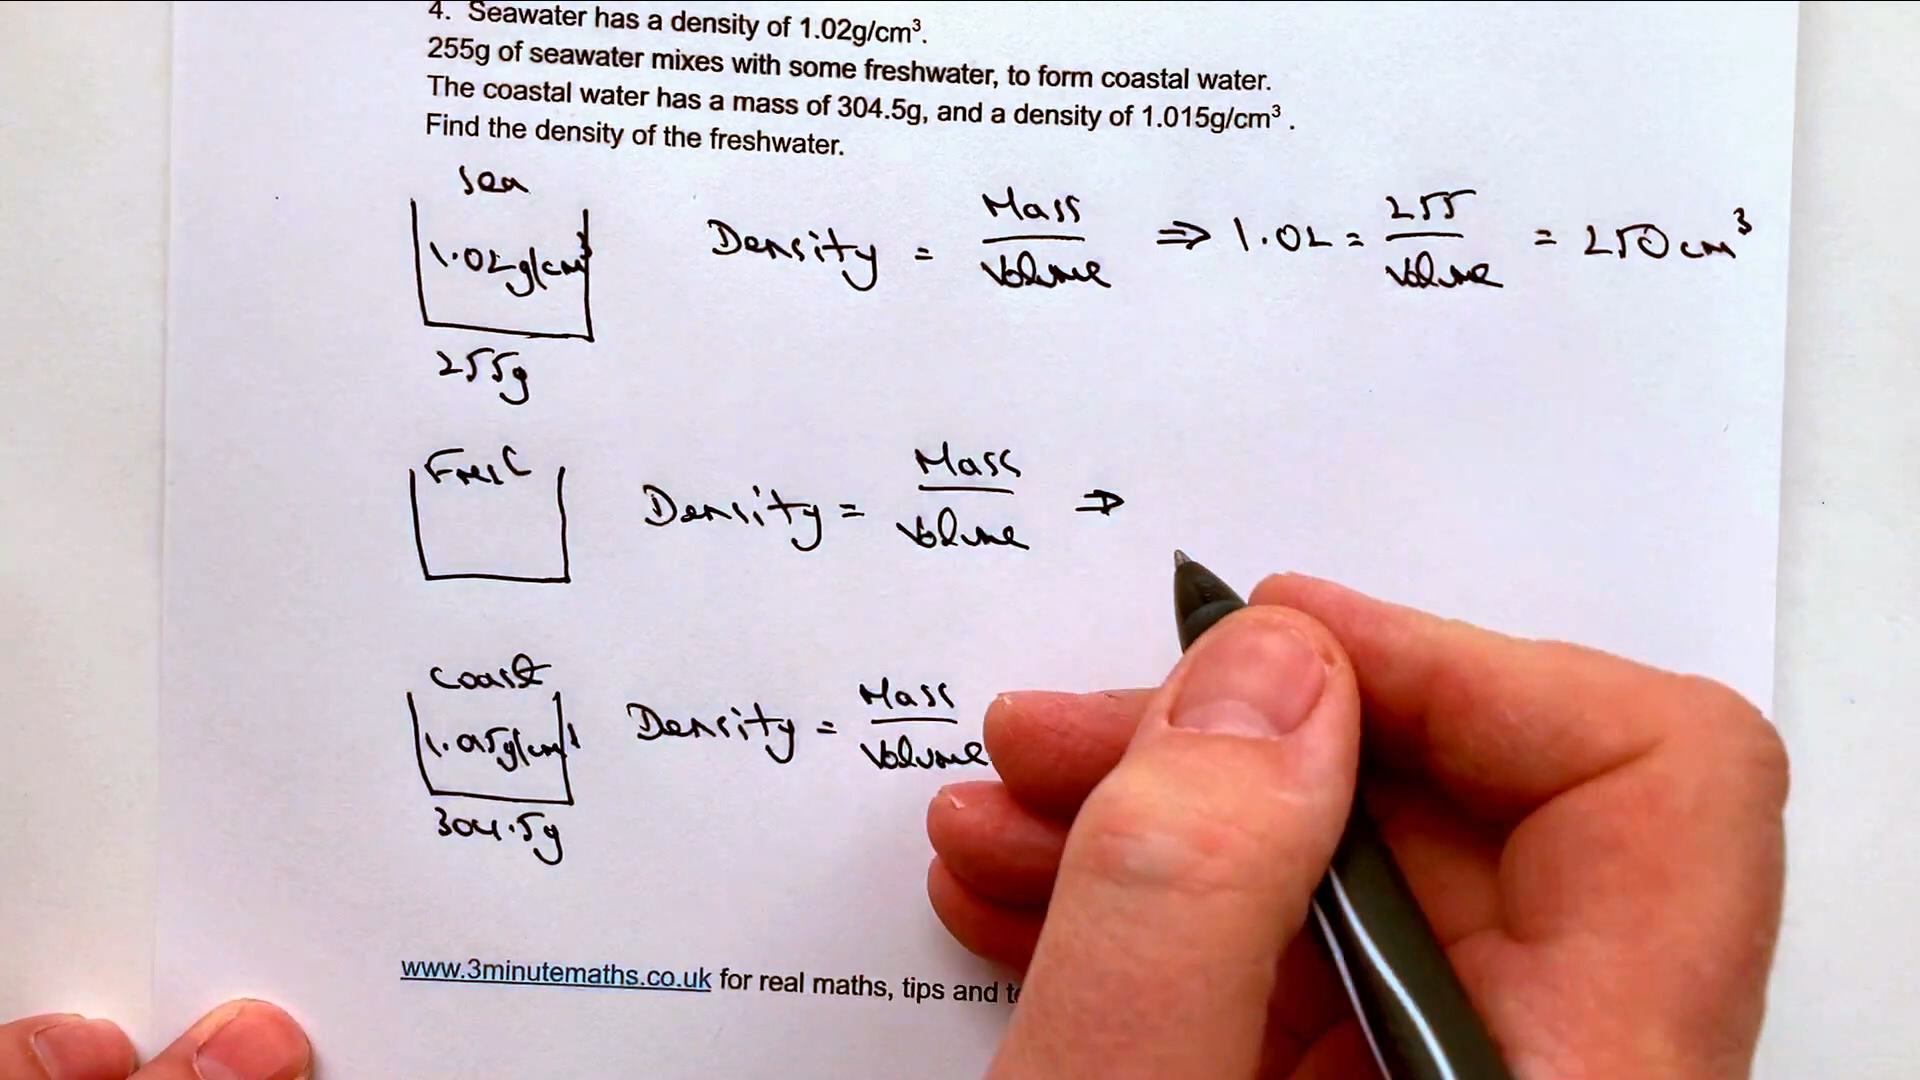 4. Seawater has a density of 1.02g/cm³.
255g of seawater mixes with some freshwater, to form coastal water.
The coastal water has a mass of 304.5g, and a density of 1.015g/cm³ .
Find the density of the freshwater.
Sea
1.02g/cm³
255g
Density = Mass / Volume ⇒ 1.02 = 255 / Volume = 250cm³
Density = Mass / Volume ⇒
Coast
1.015g/cm³
304.5g
Density = Mass / Volume
www.3minutemaths.co.uk for real maths, tips and